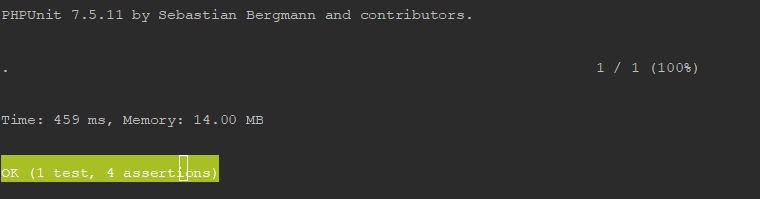 PHPUnit 7.5.11 by Sebastian Bergmann and contributors.
. 1 / 1 (100%)
Time: 459 ms, Memory: 14.00 MB
OK (1 test, 4 assertions)